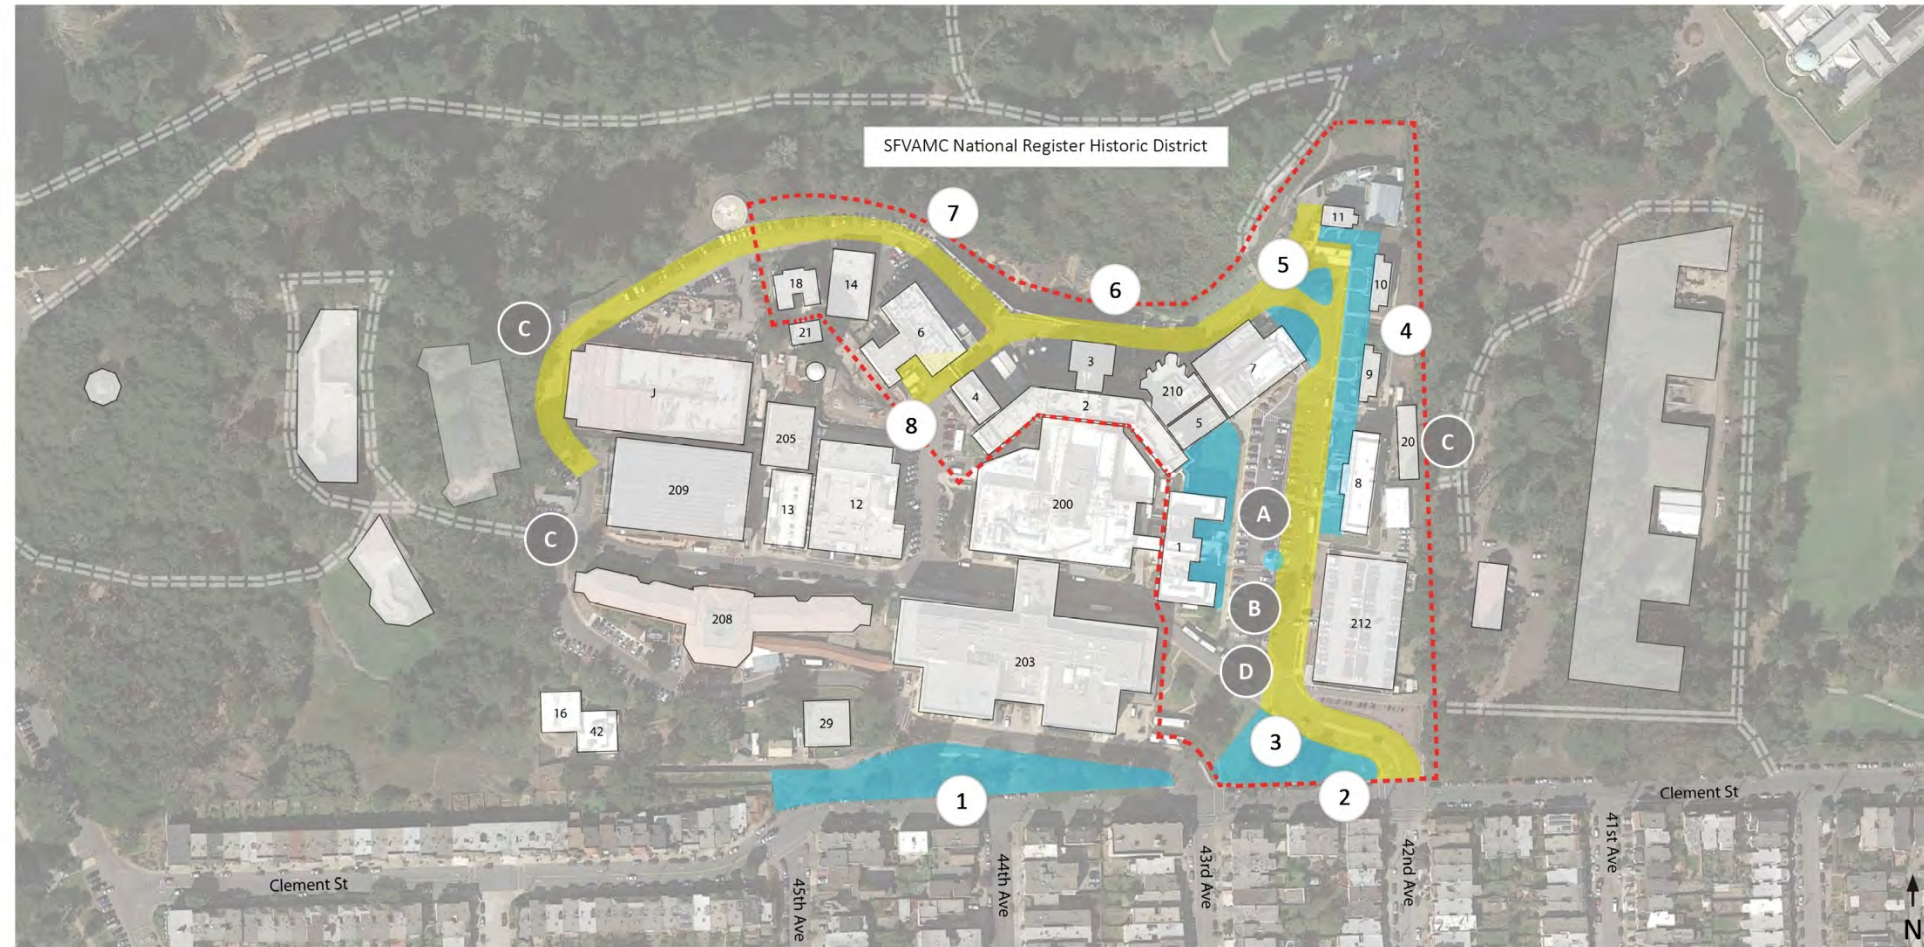 SFVAMC National Register Historic District
7
11
5
6
18
14
10
C
21
6
4
3
7
9
J
4
210
2
8
5
20
C
205
209
13
12
200
8
A
1
C
B
208
212
203
D
16
42
29
3
1
2
Clement St
Clement St
45th Ave
44th Ave
43rd Ave
42nd Ave
41st Ave
N